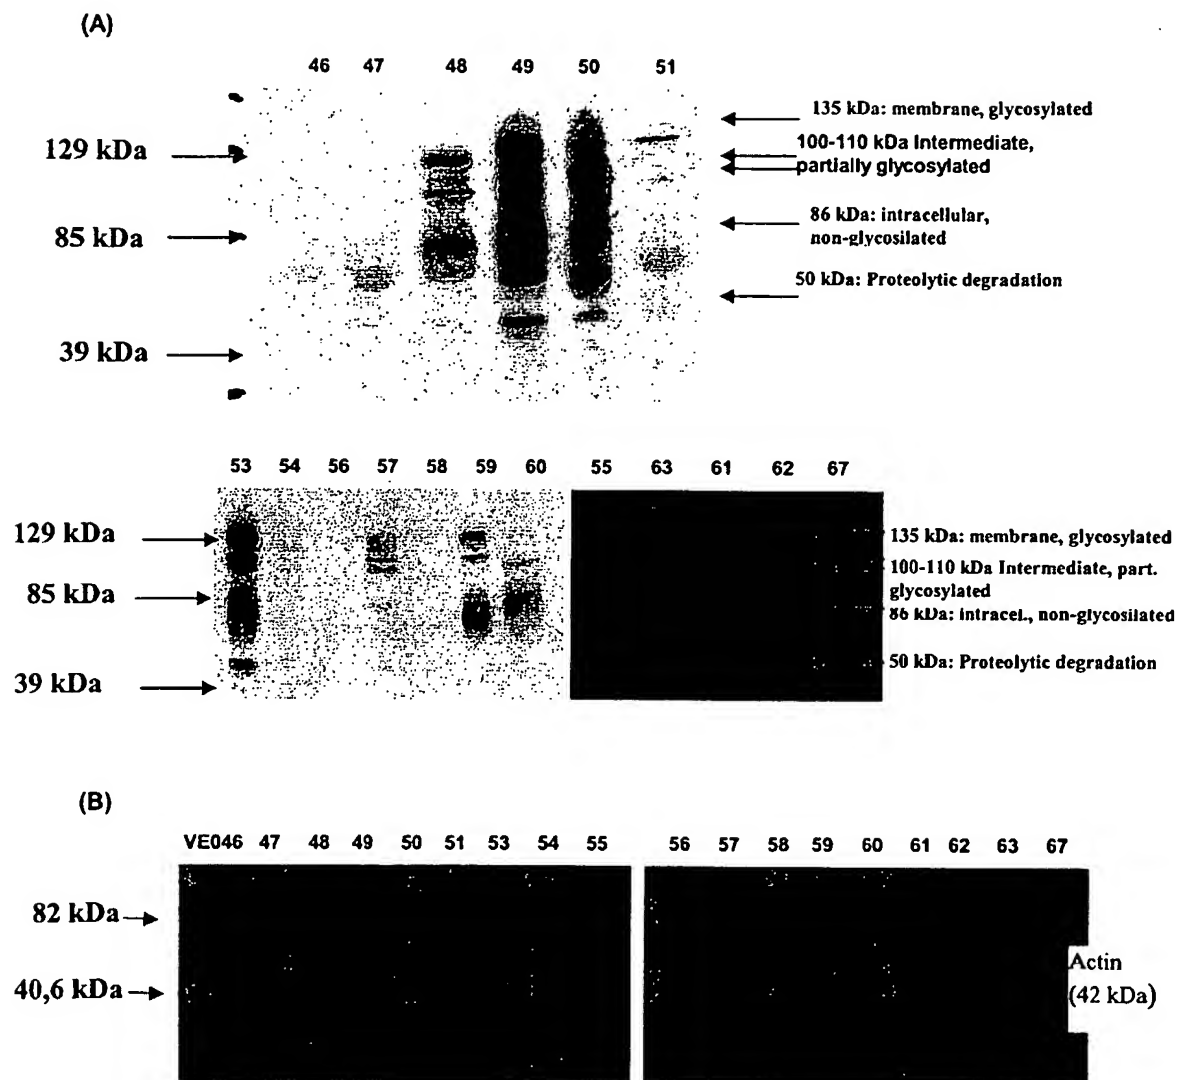 (A)
46 47 48 49 50 51
129 kDa
85 kDa
39 kDa
135 kDa: membrane, glycosylated
100-110 kDa Intermediate,
partially glycosylated
86 kDa: intracellular,
non-glycosilated
50 kDa: Proteolytic degradation
53 54 56 57 58 59 60 55 63 61 62 67
129 kDa
85 kDa
39 kDa
135 kDa: membrane, glycosylated
100-110 kDa Intermediate, part.
glycosylated
86 kDa: intracel., non-glycosilated
50 kDa: Proteolytic degradation
(B)
VE046 47 48 49 50 51 53 54 55 56 57 58 59 60 61 62 63 67
82 kDa
40,6 kDa
Actin
(42 kDa)